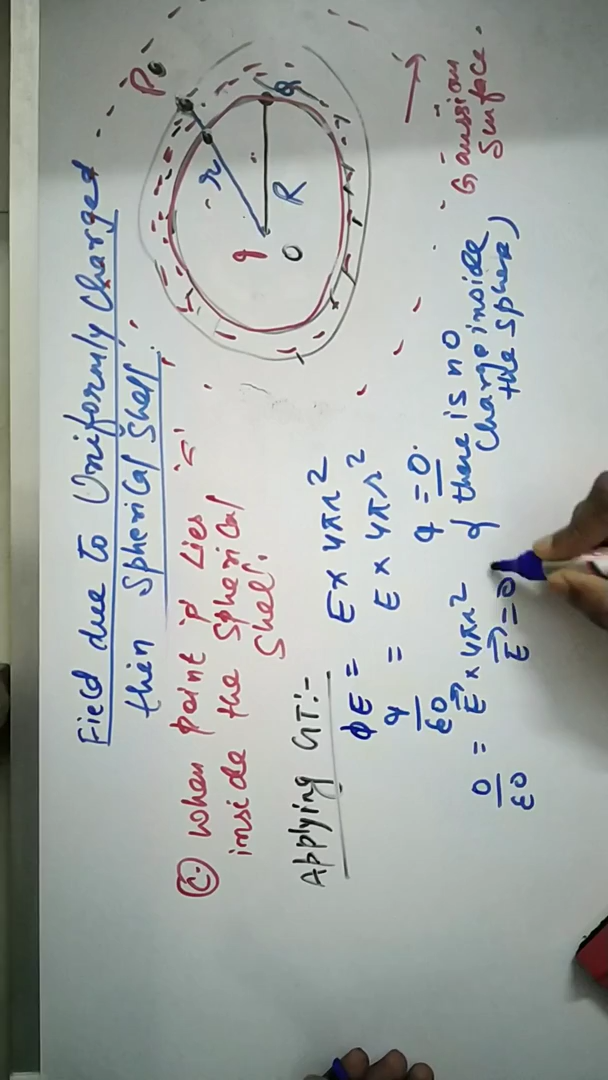 Field due to Uniformly Charged
then Spherical Shell
(C) When point 'p' Lies
inside the Spherical
Shell.
Applying GT:-
ϕE = E × 4πr²
q/ε0 = E × 4πr²
q = 0.
0/ε0 = E⃗ × 4πr²
{ there is no
Charge inside
the Sphere)
E⃗ = 0
P
r
R
q
O
Gaussian
Surface.